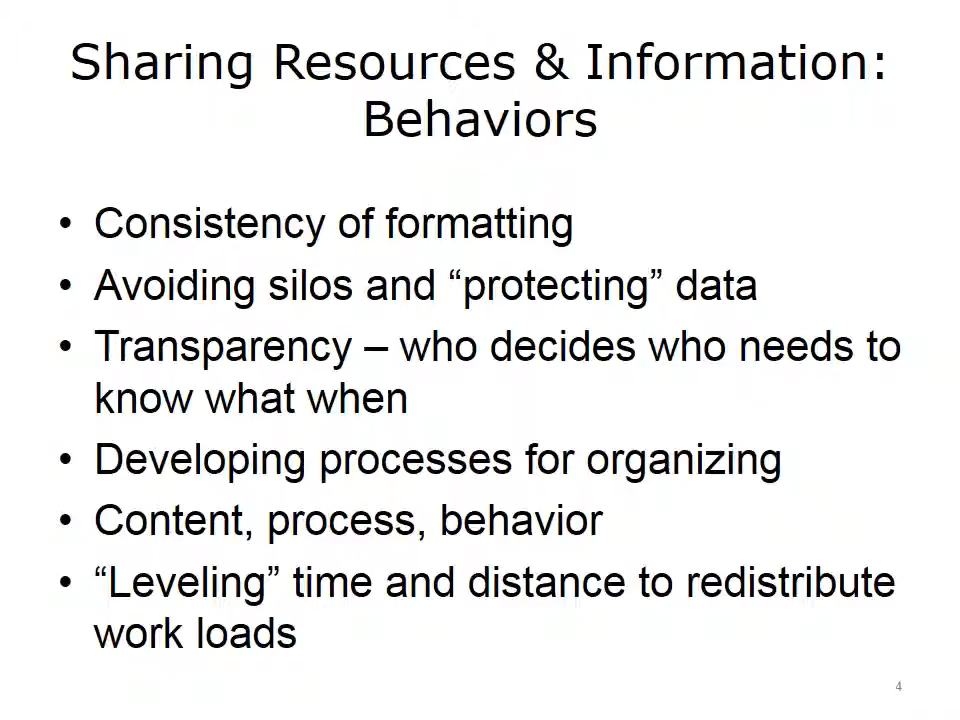 Sharing Resources & Information:
Behaviors
• Consistency of formatting
• Avoiding silos and “protecting” data
• Transparency – who decides who needs to
know what when
• Developing processes for organizing
• Content, process, behavior
• “Leveling” time and distance to redistribute
work loads
4